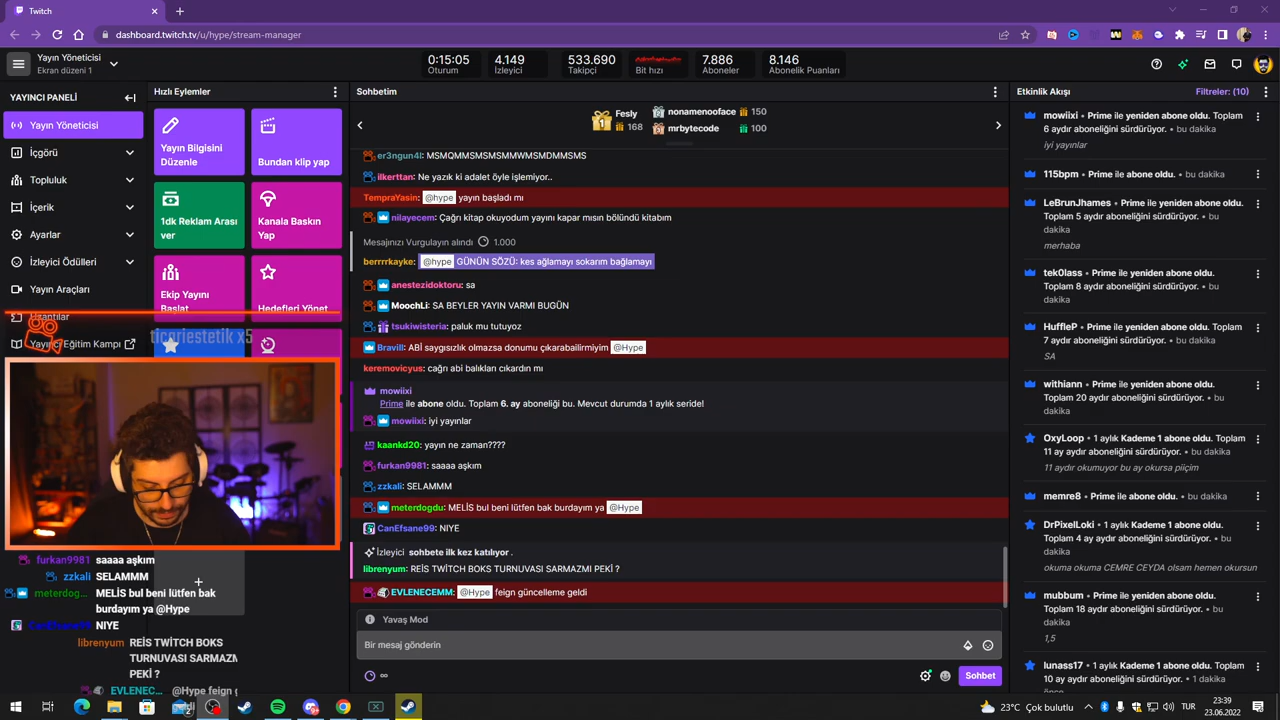 Twitch
dashboard.twitch.tv/u/hype/stream-manager
Yayın Yöneticisi
Ekran düzeni 1
0:15:05
Oturum
4.149
İzleyici
533.690
Takipçi
Bit hızı
7.886
Aboneler
8.146
Abonelik Puanları
YAYINCI PANELİ
Yayın Yöneticisi
İçgörü
Topluluk
İçerik
Ayarlar
İzleyici Ödülleri
Yayın Araçları
Uzantılar
Yayıncı Eğitim Kampı
Hızlı Eylemler
Yayın Bilgisini
Düzenle
Bundan klip yap
1dk Reklam Arası
ver
Kanala Baskın
Yap
Ekip Yayını
Başlat
Hedefleri Yönet
ticariestetik x5
furkan9981 saaaa aşkım
zzkali SELAMMM
meterdog... MELİS bul beni lütfen bak
burdayım ya @Hype
CanEfsane99 NIYE
librenyum REİS TWİTCH BOKS
TURNUVASI SARMAZMI
PEKİ ?
EVLENEC... @Hype feign g
Sohbetim
1 Fesly
168
nonamenooface 150
mrbytecode 100
er3ngun4l: MSMQMMSMSMSMMWMSMDMMSMS
ilkerttan: Ne yazık ki adalet öyle işlemiyor..
TempraYasin: @hype yayın başladı mı
nilayecem: Çağrı kitap okuyodum yayını kapar mısın bölündü kitabım
Mesajınızı Vurgulayın alındı 1.000
berrrrkayke: @hype GÜNÜN SÖZÜ: kes ağlamayı sokarım bağlamayı
anestezidoktoru: sa
MoochLi: SA BEYLER YAYIN VARMI BUGÜN
tsukiwisteria: paluk mu tutuyoz
Bravill: ABİ saygısızlık olmazsa donumu çıkarabailirmiyim @Hype
keremovicyus: cağrı abi balıkları cıkardın mı
mowiixi
Prime ile abone oldu. Toplam 6. ay aboneliği bu. Mevcut durumda 1 aylık seride!
mowiixi: iyi yayınlar
kaankd20: yayın ne zaman????
furkan9981: saaaa aşkım
zzkali: SELAMMM
meterdogdu: MELİS bul beni lütfen bak burdayım ya @Hype
CanEfsane99: NIYE
İzleyici sohbete ilk kez katılıyor .
librenyum: REİS TWİTCH BOKS TURNUVASI SARMAZMI PEKİ ?
EVLENECEMM: @Hype feign güncelleme geldi
Yavaş Mod
Bir mesaj gönderin
∞
Sohbet
Etkinlik Akışı
Filtreler: (10)
mowiixi • Prime ile yeniden abone oldu. Toplam
6 aydır aboneliğini sürdürüyor. • bu dakika
iyi yayınlar
115bpm • Prime ile abone oldu. • bu dakika
LeBrunJhames • Prime ile yeniden abone oldu.
Toplam 5 aydır aboneliğini sürdürüyor. • bu
dakika
merhaba
tek0lass • Prime ile yeniden abone oldu.
Toplam 8 aydır aboneliğini sürdürüyor. • bu
dakika
HuffleP • Prime ile yeniden abone oldu. Toplam
7 aydır aboneliğini sürdürüyor. • bu dakika
SA
withiann • Prime ile yeniden abone oldu.
Toplam 20 aydır aboneliğini sürdürüyor. • bu
dakika
OxyLoop • 1 aylık Kademe 1 abone oldu. Toplam
11 ay aydır aboneliğini sürdürüyor. • bu dakika
11 aydır okumuyor bu ay okursa piiçim
memre8 • Prime ile abone oldu. • bu dakika
DrPixelLoki • 1 aylık Kademe 1 abone oldu.
Toplam 4 ay aydır aboneliğini sürdürüyor. • bu
dakika
okuma okuma CEMRE CEYDA olsam hemen okursun
mubbum • Prime ile yeniden abone oldu.
Toplam 18 aydır aboneliğini sürdürüyor. • bu
dakika
1,5
lunass17 • 1 aylık Kademe 1 abone oldu. Toplam
10 ay aydır aboneliğini sürdürüyor. • bu dakika
2
23°C Çok bulutlu
TUR
23:39
23.06.2022